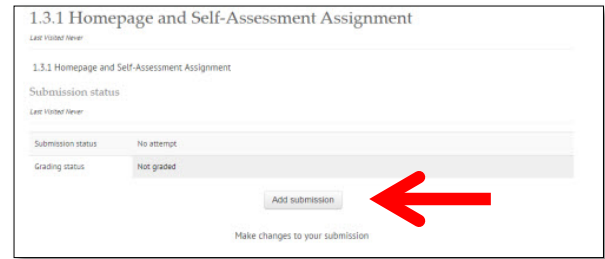 1.3.1 Homepage and Self-Assessment Assignment
Last Visited Never
1.3.1 Homepage and Self-Assessment Assignment
Submission status
Last Visited Never
Submission status No attempt
Grading status Not graded
Add submission
Make changes to your submission